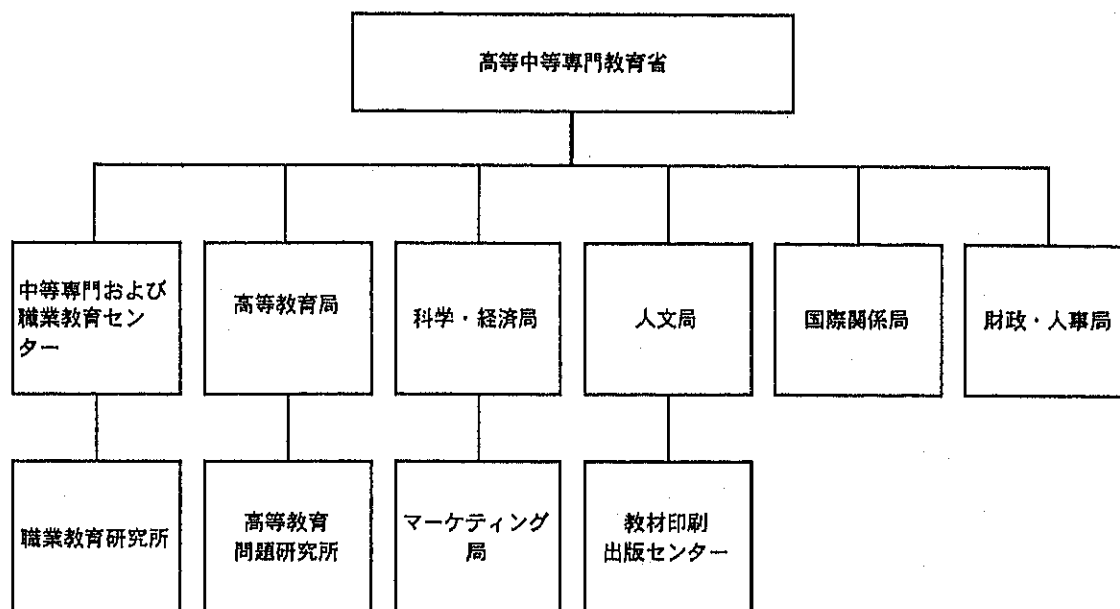 高等中等専門教育省
中等専門および
職業教育セン
ター
高等教育局
科学・経済局
人文局
国際関係局
財政・人事局
職業教育研究所
高等教育
問題研究所
マーケティング
局
教材印刷
出版センター